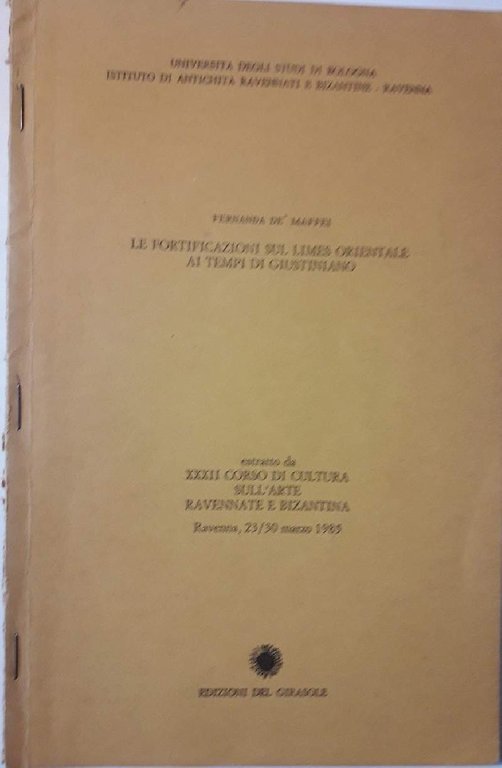 UNIVERSITÀ DEGLI STUDI DI BOLOGNA
ISTITUTO DI ANTICHITÀ RAVENNATI E BIZANTINE - RAVENNA
FERNANDA DE' MAFFEI
LE FORTIFICAZIONI SUL LIMES ORIENTALE
AI TEMPI DI GIUSTINIANO
estratto da
XXXII CORSO DI CULTURA
SULL'ARTE
RAVENNATE E BIZANTINA
Ravenna, 23/30 marzo 1985
EDIZIONI DEL GIRASOLE